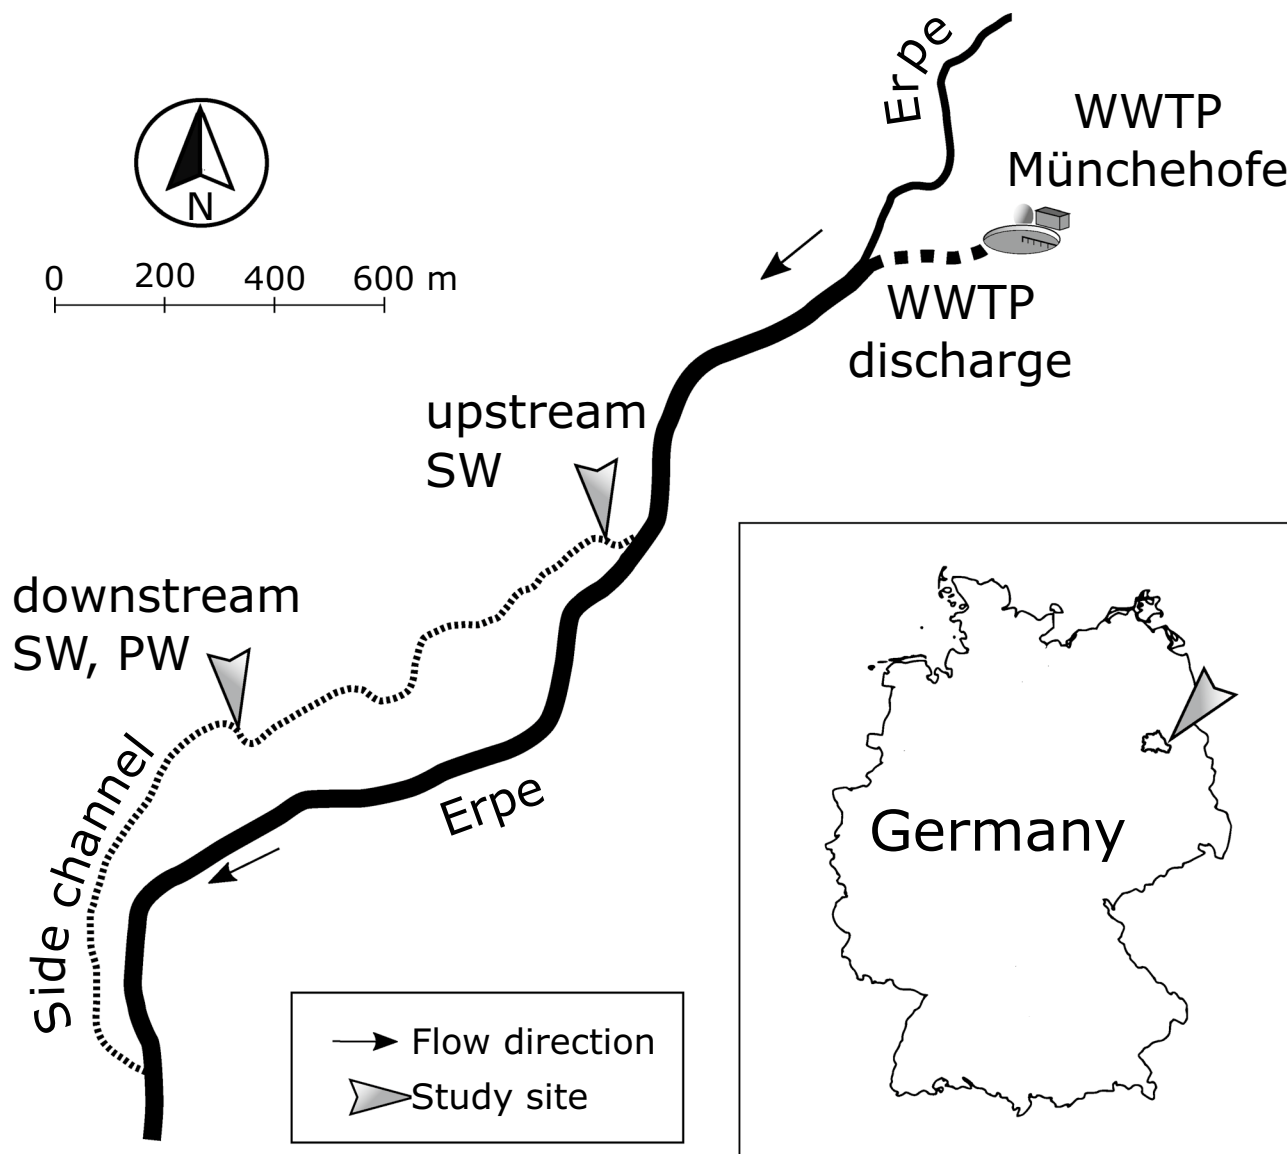 Erpe
WWTP
Münchehofe
N
0 200 400 600 m
WWTP
discharge
upstream
SW
downstream
SW, PW
Side channel
Erpe
Germany
Flow direction
Study site